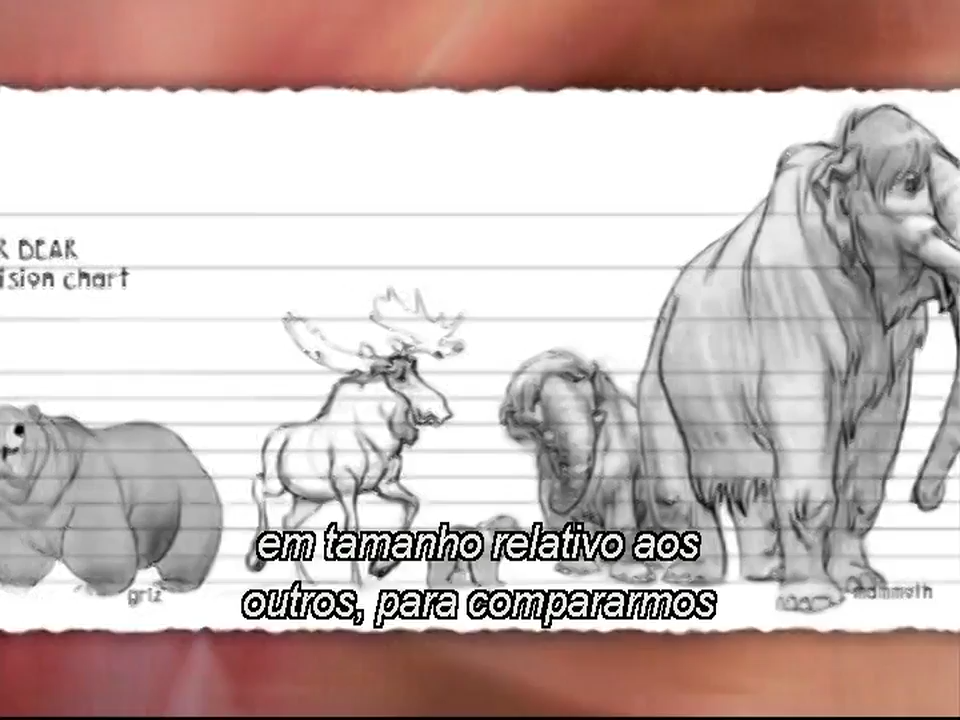 R BEAR
ision chart
griz
mammoth
em tamanho relativo aos
outros, para compararmos